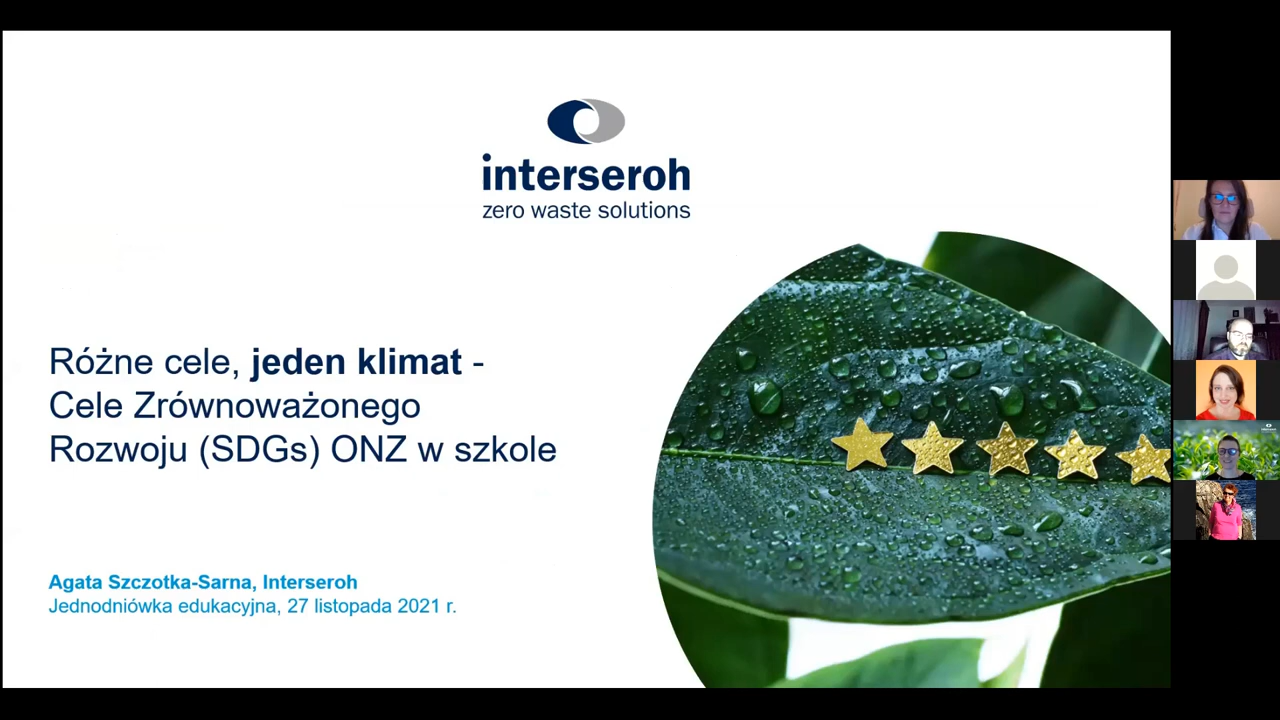 interseroh
zero waste solutions
Różne cele, jeden klimat -
Cele Zrównoważonego
Rozwoju (SDGs) ONZ w szkole
Agata Szczotka-Sarna, Interseroh
Jednodniówka edukacyjna, 27 listopada 2021 r.